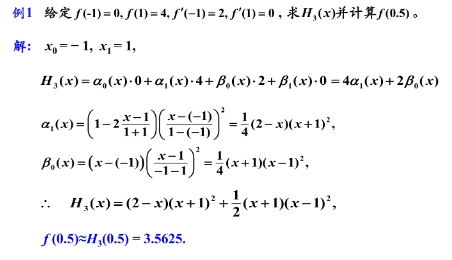 例1 给定 f(-1) = 0, f(1) = 4, f′(−1) = 2, f′(1) = 0 , 求 H₃(x)并计算 f(0.5) 。
解: x₀ = − 1, x₁ = 1,
H₃(x) = α₀(x)·0 + α₁(x)·4 + β₀(x)·2 + β₁(x)·0 = 4α₁(x) + 2β₀(x)
α₁(x) = (1 − 2 (x − 1)/(1 + 1)) ((x − (−1))/(1 − (−1)))² = 1/4 (2 − x)(x + 1)²,
β₀(x) = (x − (−1)) ((x − 1)/(−1 − 1))² = 1/4 (x + 1)(x − 1)²,
∴ H₃(x) = (2 − x)(x + 1)² + 1/2 (x + 1)(x − 1)²,
f (0.5)≈H₃(0.5) = 3.5625.